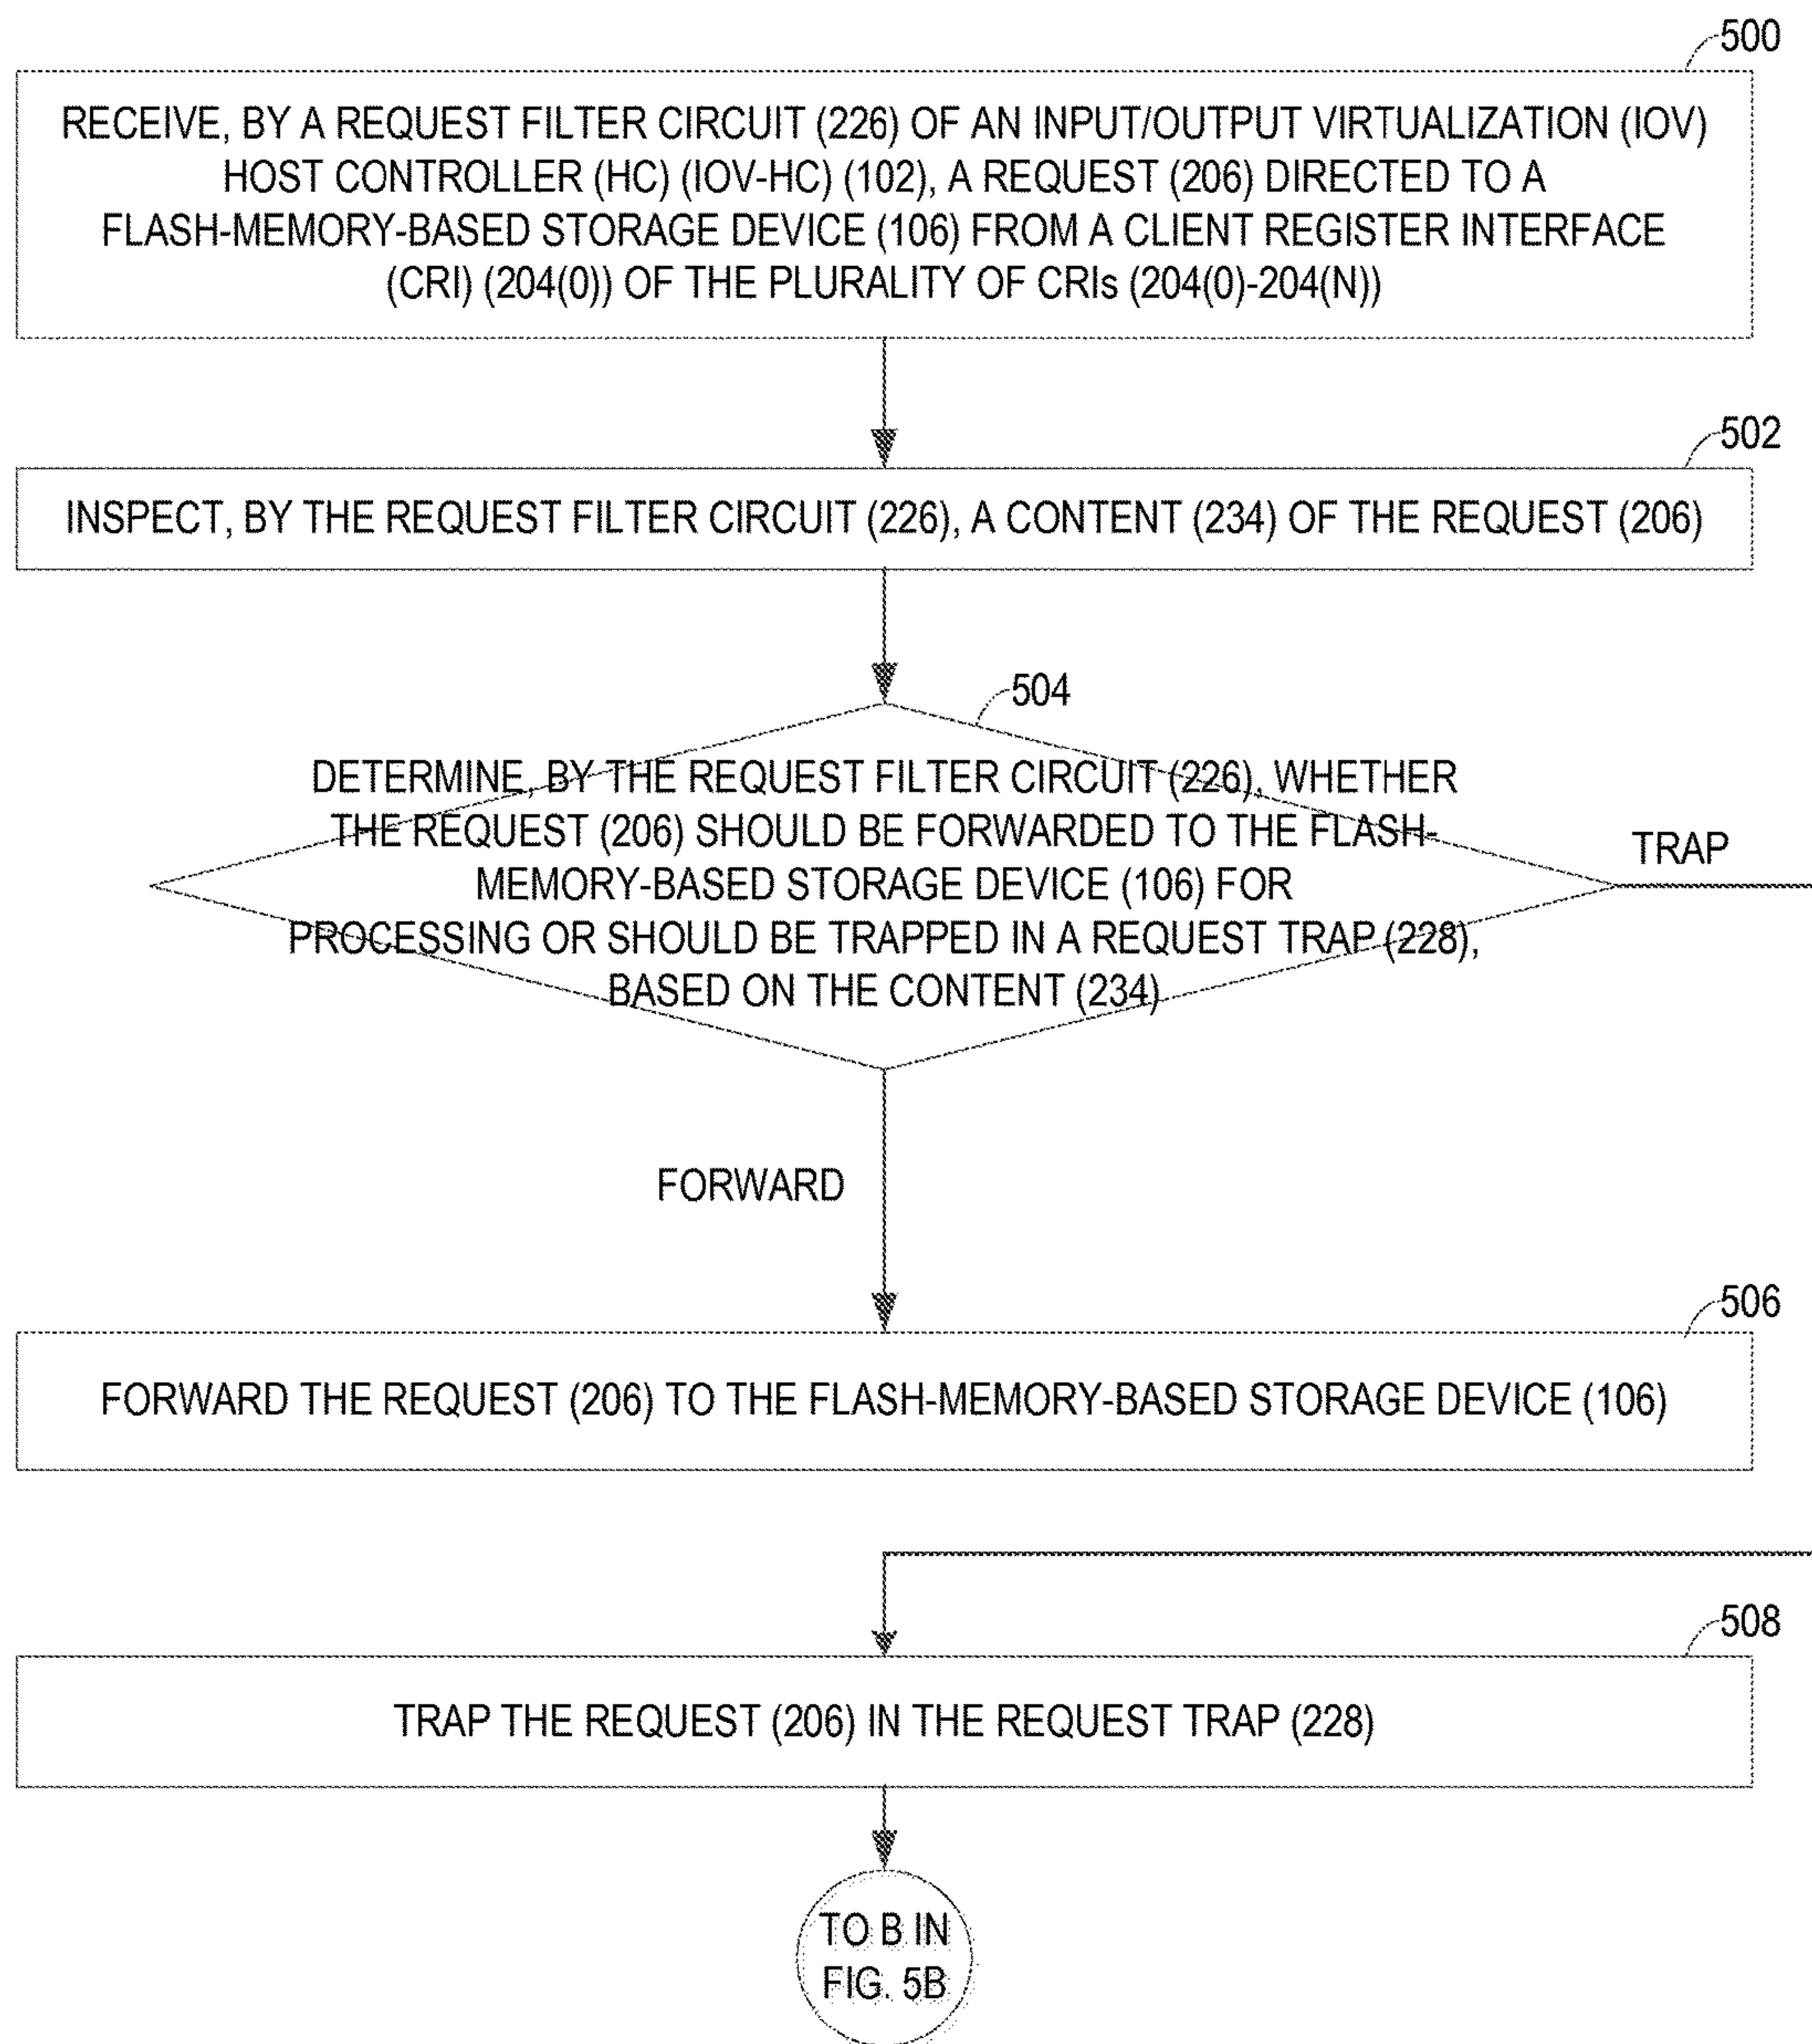 500
RECEIVE, BY A REQUEST FILTER CIRCUIT (226) OF AN INPUT/OUTPUT VIRTUALIZATION (IOV)
HOST CONTROLLER (HC) (IOV-HC) (102), A REQUEST (206) DIRECTED TO A
FLASH-MEMORY-BASED STORAGE DEVICE (106) FROM A CLIENT REGISTER INTERFACE
(CRI) (204(0)) OF THE PLURALITY OF CRIs (204(0)-204(N))
502
INSPECT, BY THE REQUEST FILTER CIRCUIT (226), A CONTENT (234) OF THE REQUEST (206)
504
DETERMINE, BY THE REQUEST FILTER CIRCUIT (226), WHETHER
THE REQUEST (206) SHOULD BE FORWARDED TO THE FLASH-
MEMORY-BASED STORAGE DEVICE (106) FOR
PROCESSING OR SHOULD BE TRAPPED IN A REQUEST TRAP (228),
BASED ON THE CONTENT (234)
TRAP
FORWARD
506
FORWARD THE REQUEST (206) TO THE FLASH-MEMORY-BASED STORAGE DEVICE (106)
508
TRAP THE REQUEST (206) IN THE REQUEST TRAP (228)
TO B IN
FIG. 5B